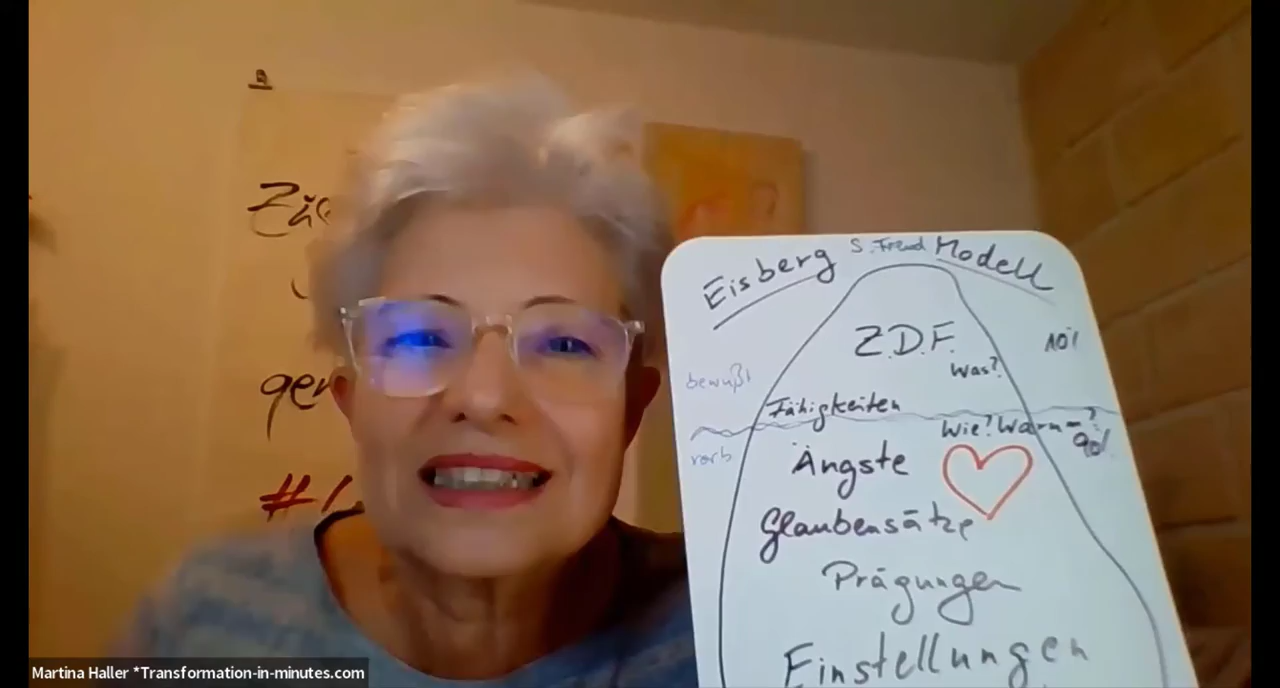 Eisberg S. Freud Modell
Z.D.F.
10%
Was?
bewußt
Fähigkeiten
Wie? Warum?
90%
Ängste
Glaubenssätze
Prägungen
Einstellungen
Martina Haller *Transformation-in-minutes.com